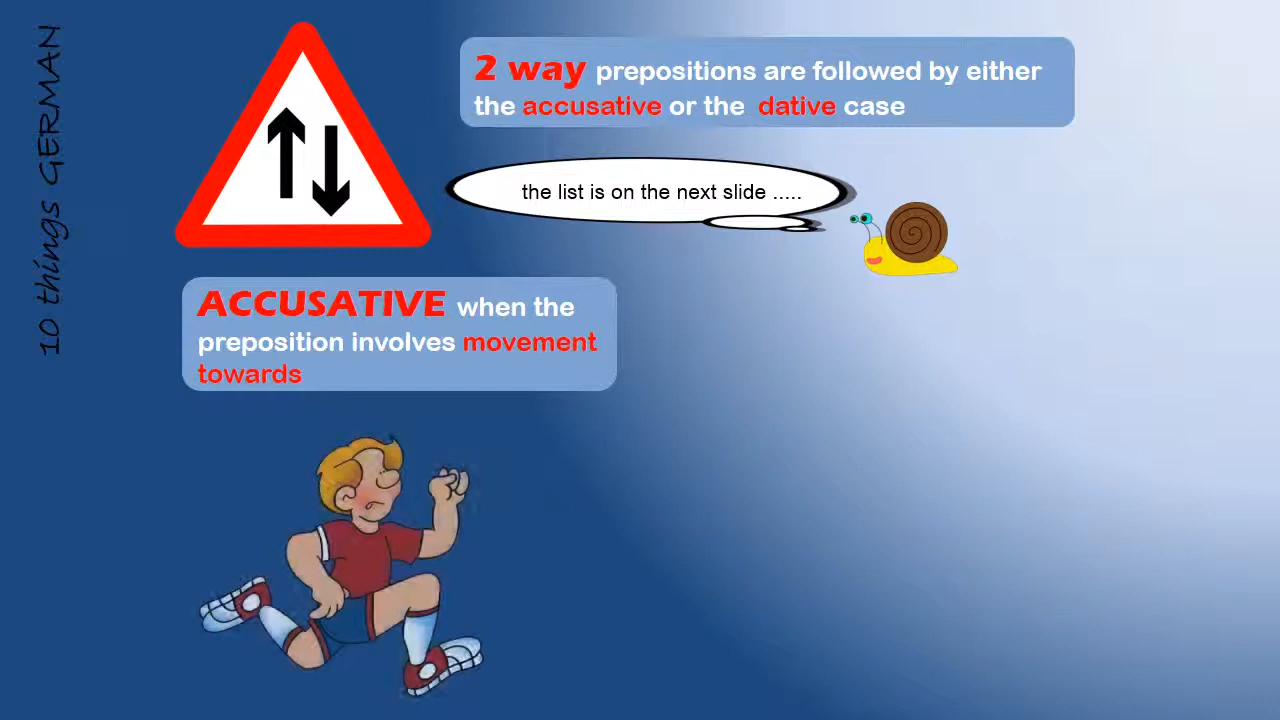 10 things GERMAN
2 way prepositions are followed by either
the accusative or the dative case
the list is on the next slide .....
ACCUSATIVE when the
preposition involves movement
towards